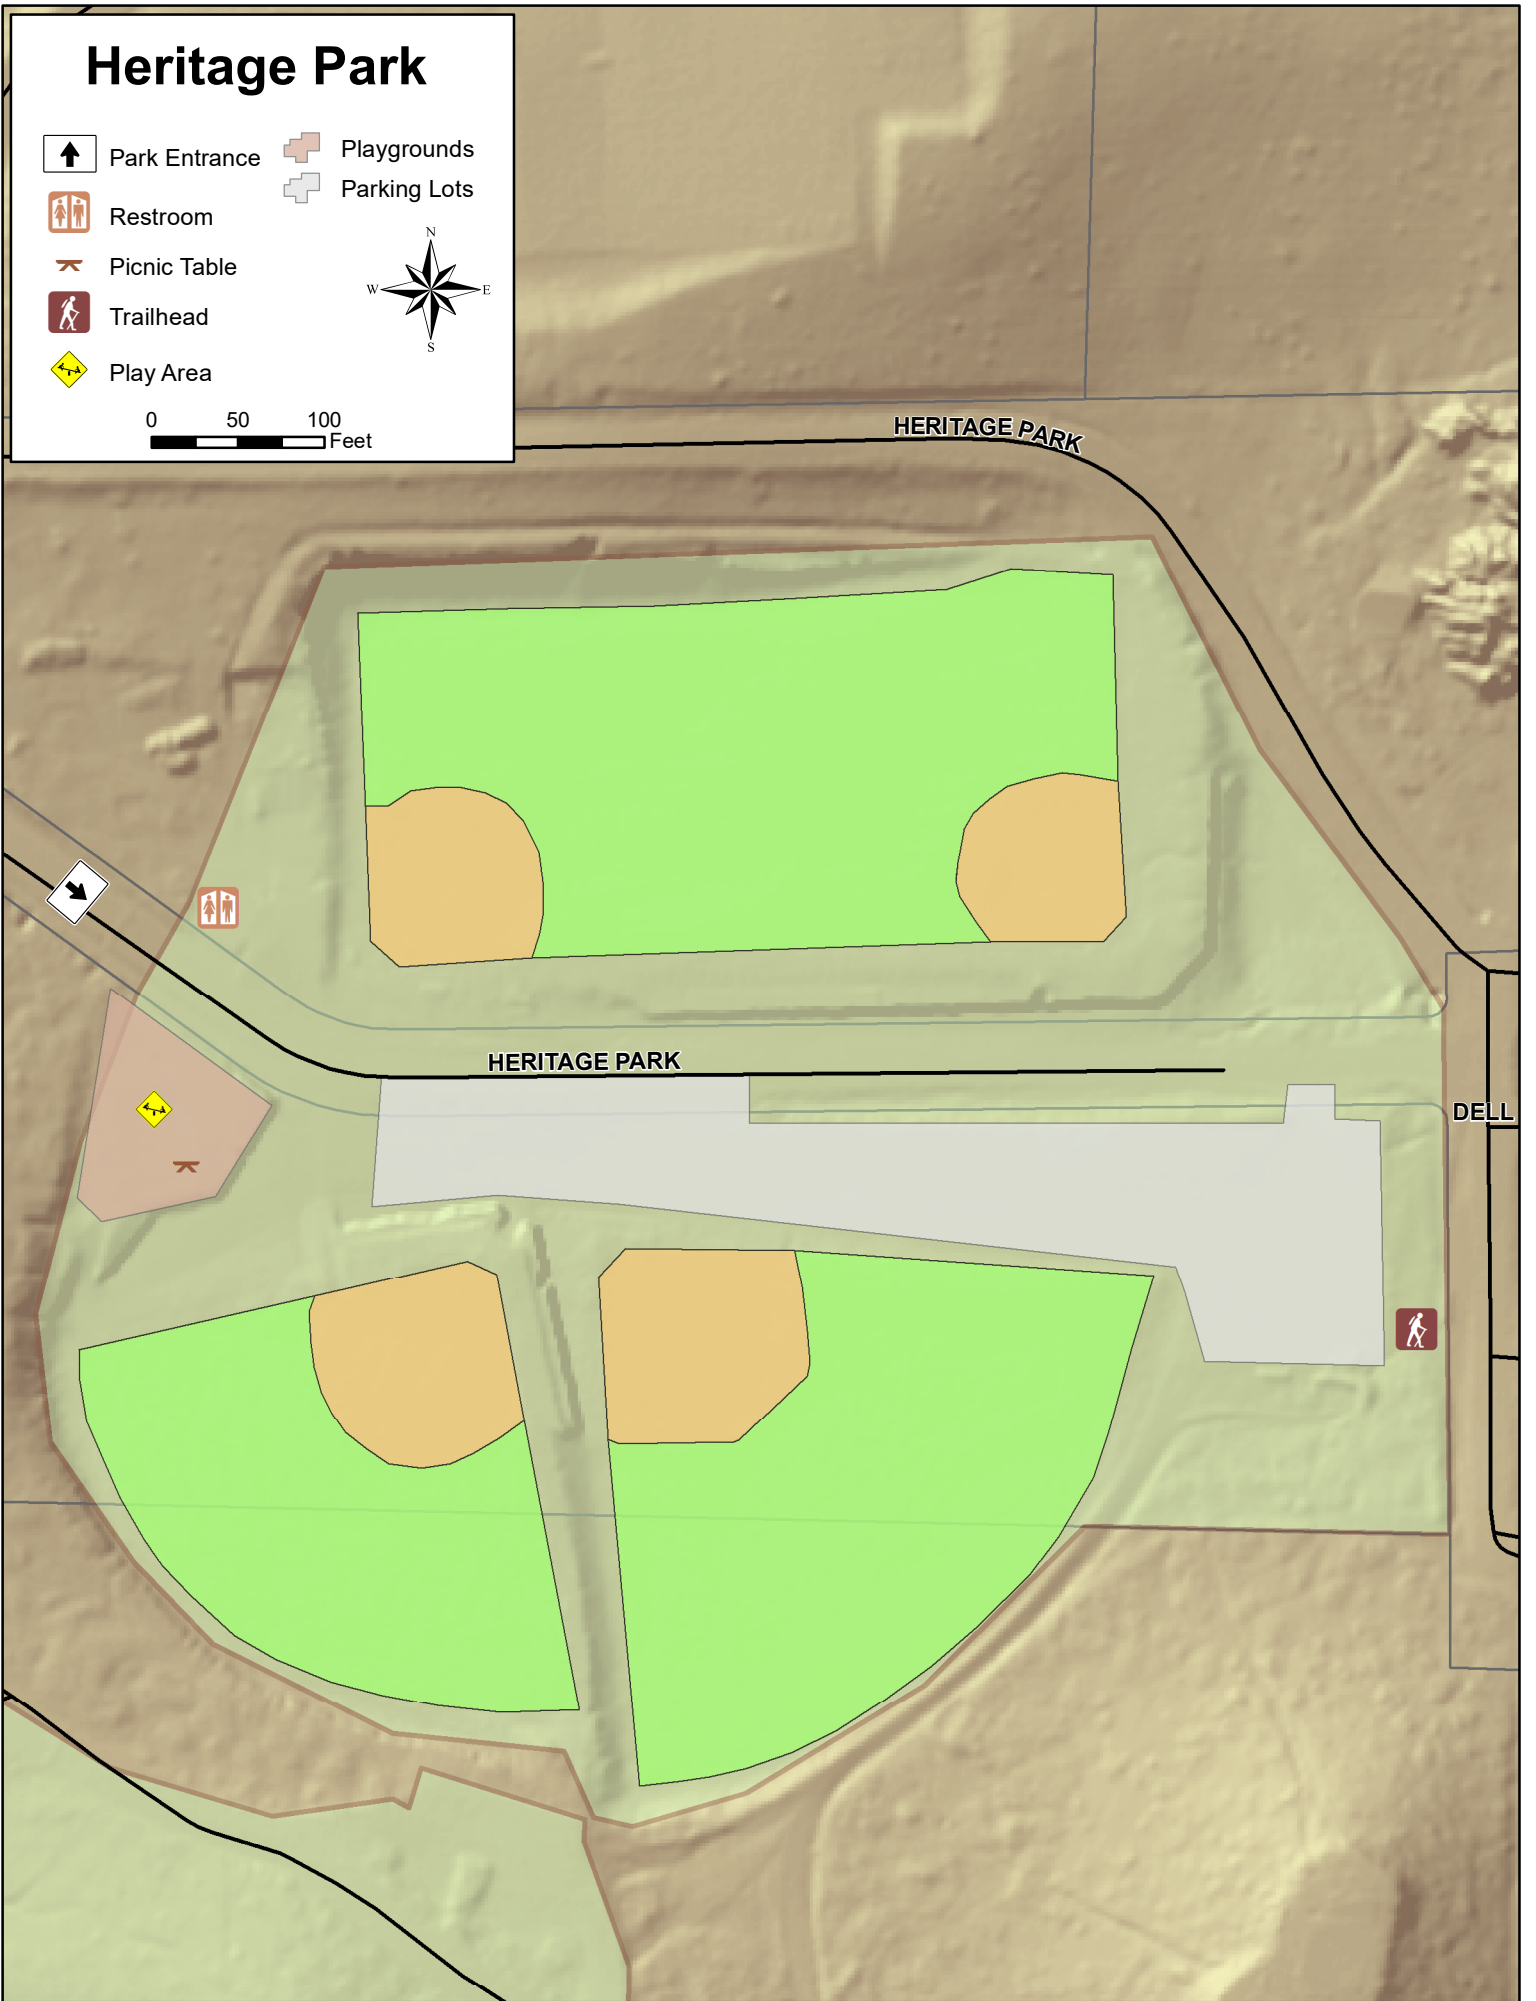 Heritage Park
Park Entrance
Restroom
Picnic Table
Trailhead
Play Area
Playgrounds
Parking Lots
N
W E
S
0 50 100
Feet
HERITAGE PARK
HERITAGE PARK
DELL